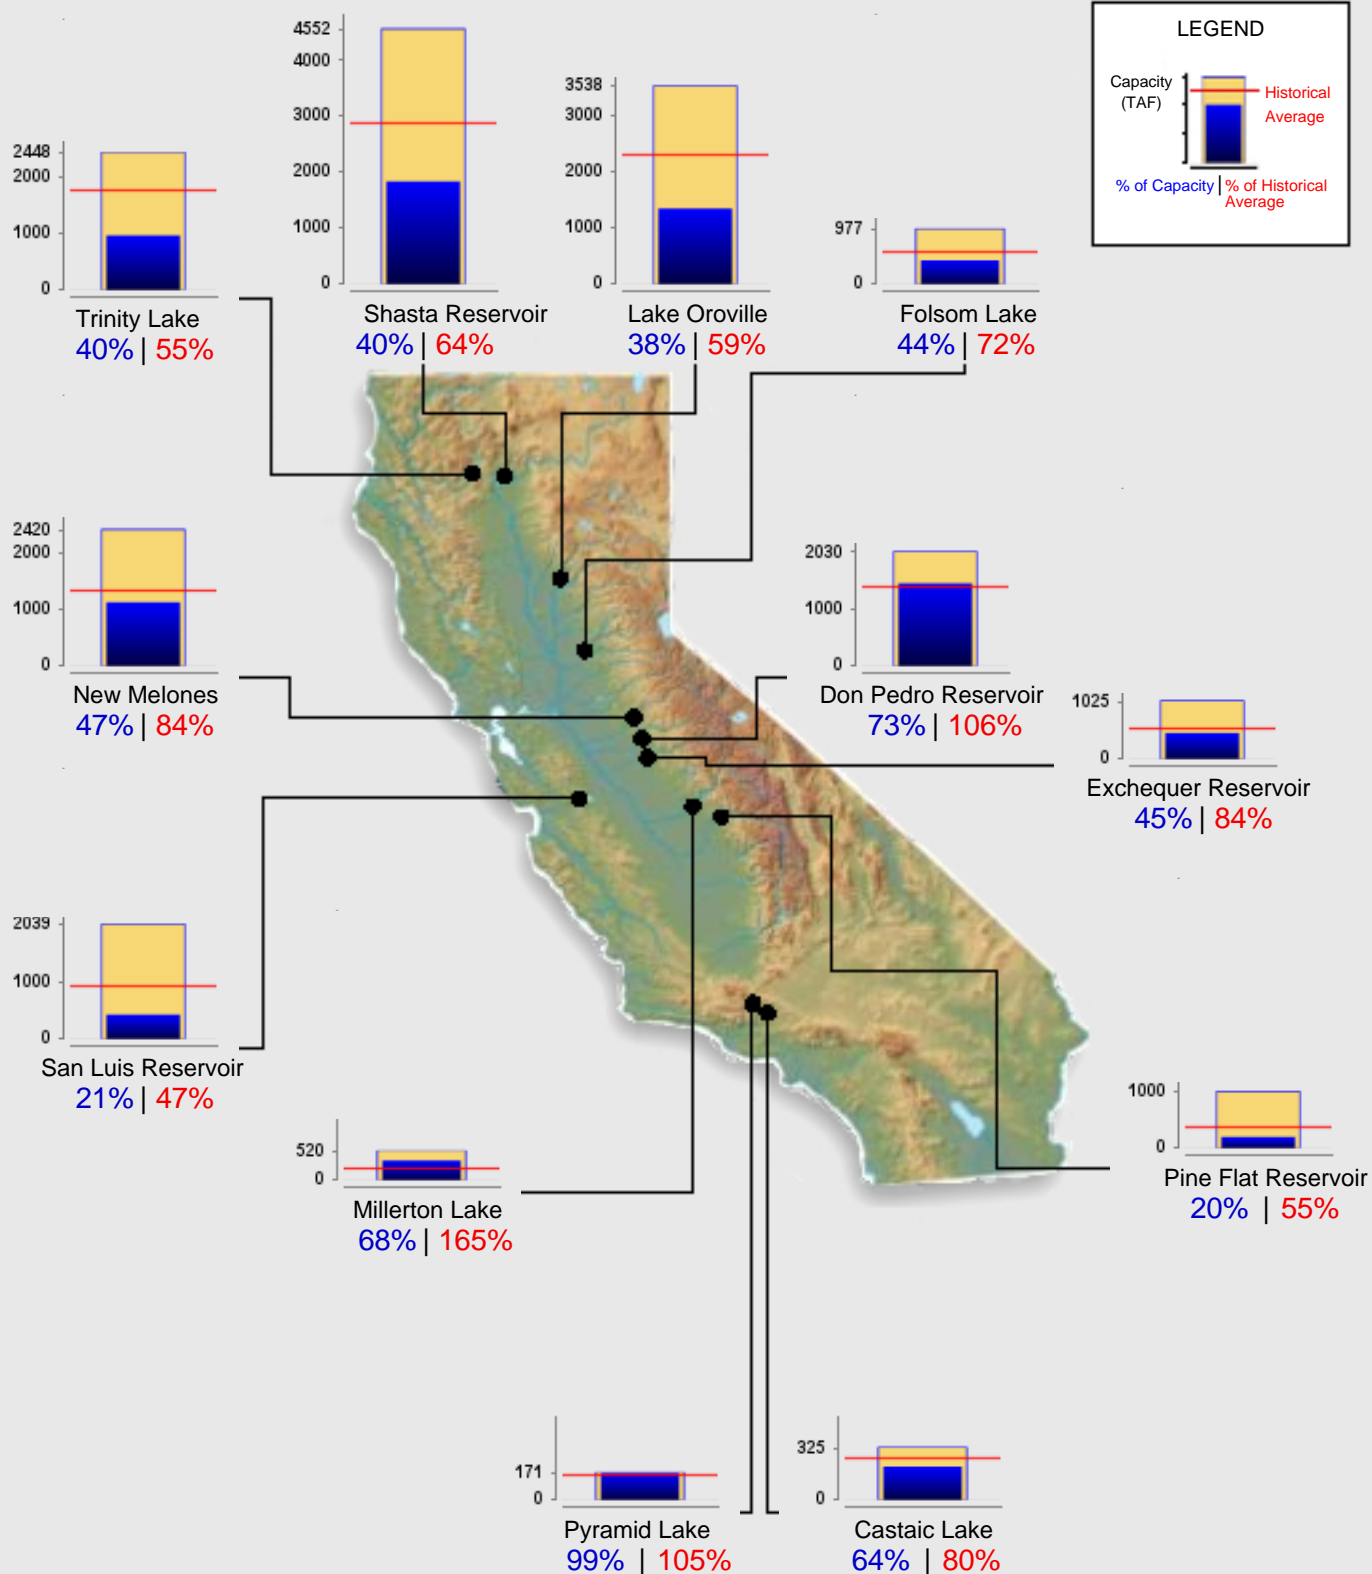 LEGEND
Capacity
(TAF)
Historical
Average
% of Capacity | % of Historical
Average
4552
4000
3000
2000
1000
0
Shasta Reservoir
40% | 64%
3538
3000
2000
1000
0
Lake Oroville
38% | 59%
2448
2000
1000
0
Trinity Lake
40% | 55%
977
0
Folsom Lake
44% | 72%
2420
2000
1000
0
New Melones
47% | 84%
2030
1000
0
Don Pedro Reservoir
73% | 106%
1025
0
Exchequer Reservoir
45% | 84%
2039
1000
0
San Luis Reservoir
21% | 47%
520
0
Millerton Lake
68% | 165%
1000
0
Pine Flat Reservoir
20% | 55%
171
0
Pyramid Lake
99% | 105%
325
0
Castaic Lake
64% | 80%